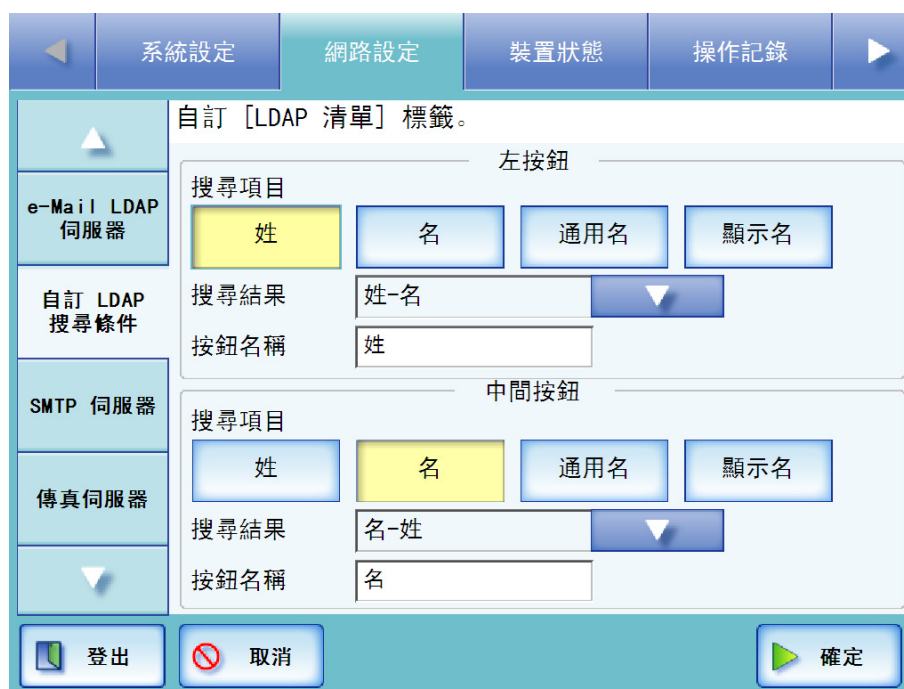 系統設定
網路設定
裝置狀態
操作記錄
自訂 [LDAP 清單] 標籤。
e-Mail LDAP
伺服器
自訂 LDAP
搜尋條件
SMTP 伺服器
傳真伺服器
左按鈕
搜尋項目
姓
名
通用名
顯示名
搜尋結果
姓-名
按鈕名稱
姓
中間按鈕
搜尋項目
姓
名
通用名
顯示名
搜尋結果
名-姓
按鈕名稱
名
登出
取消
確定